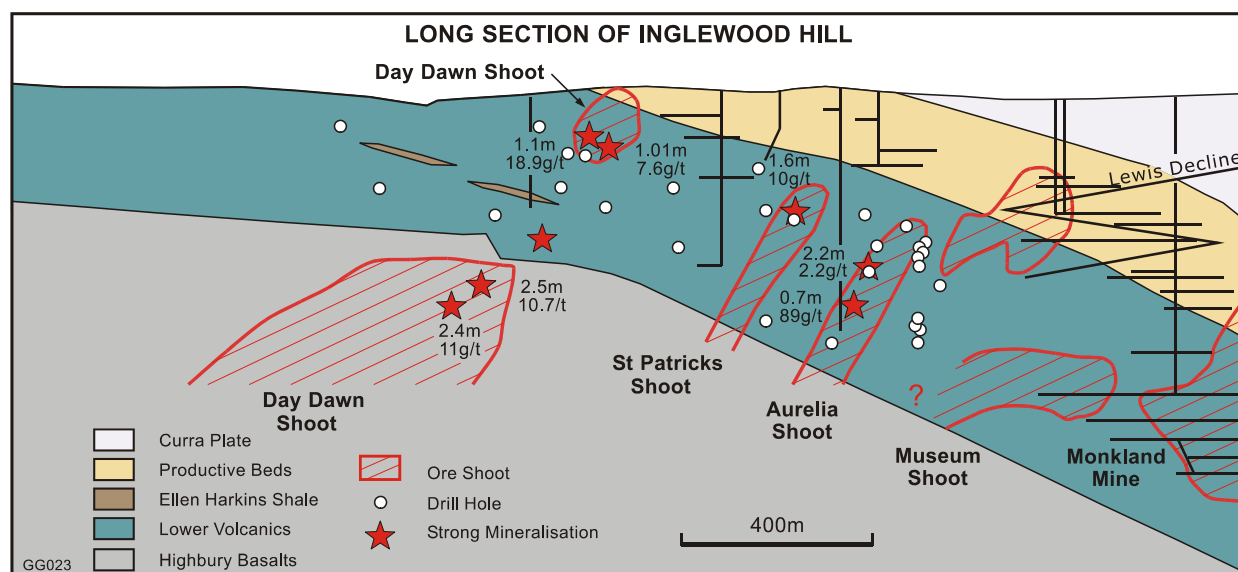 LONG SECTION OF INGLEWOOD HILL
Day Dawn Shoot
1.1m
18.9g/t
1.01m
7.6g/t
1.6m
10g/t
Lewis Decline
2.2m
2.2g/t
0.7m
89g/t
2.5m
10.7/t
2.4m
11g/t
Day Dawn
Shoot
St Patricks
Shoot
Aurelia
Shoot
?
Museum
Shoot
Monkland
Mine
Curra Plate
Productive Beds
Ellen Harkins Shale
Lower Volcanics
Highbury Basalts
Ore Shoot
Drill Hole
Strong Mineralisation
400m
GG023